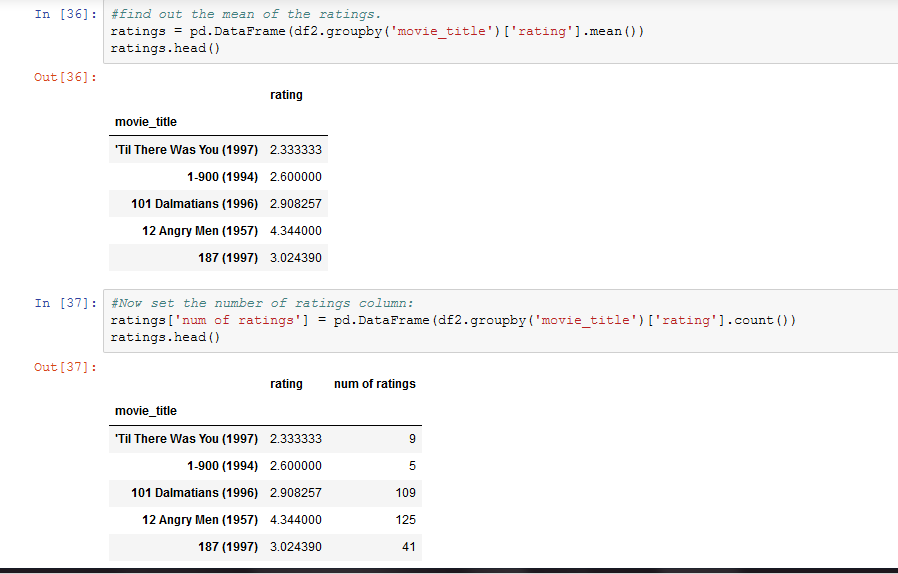 In [36]: #find out the mean of the ratings.
ratings = pd.DataFrame(df2.groupby('movie_title')['rating'].mean())
ratings.head()
Out[36]:
rating
movie_title
'Til There Was You (1997) 2.333333
1-900 (1994) 2.600000
101 Dalmatians (1996) 2.908257
12 Angry Men (1957) 4.344000
187 (1997) 3.024390
In [37]: #Now set the number of ratings column:
ratings['num of ratings'] = pd.DataFrame(df2.groupby('movie_title')['rating'].count())
ratings.head()
Out[37]:
rating num of ratings
movie_title
'Til There Was You (1997) 2.333333 9
1-900 (1994) 2.600000 5
101 Dalmatians (1996) 2.908257 109
12 Angry Men (1957) 4.344000 125
187 (1997) 3.024390 41